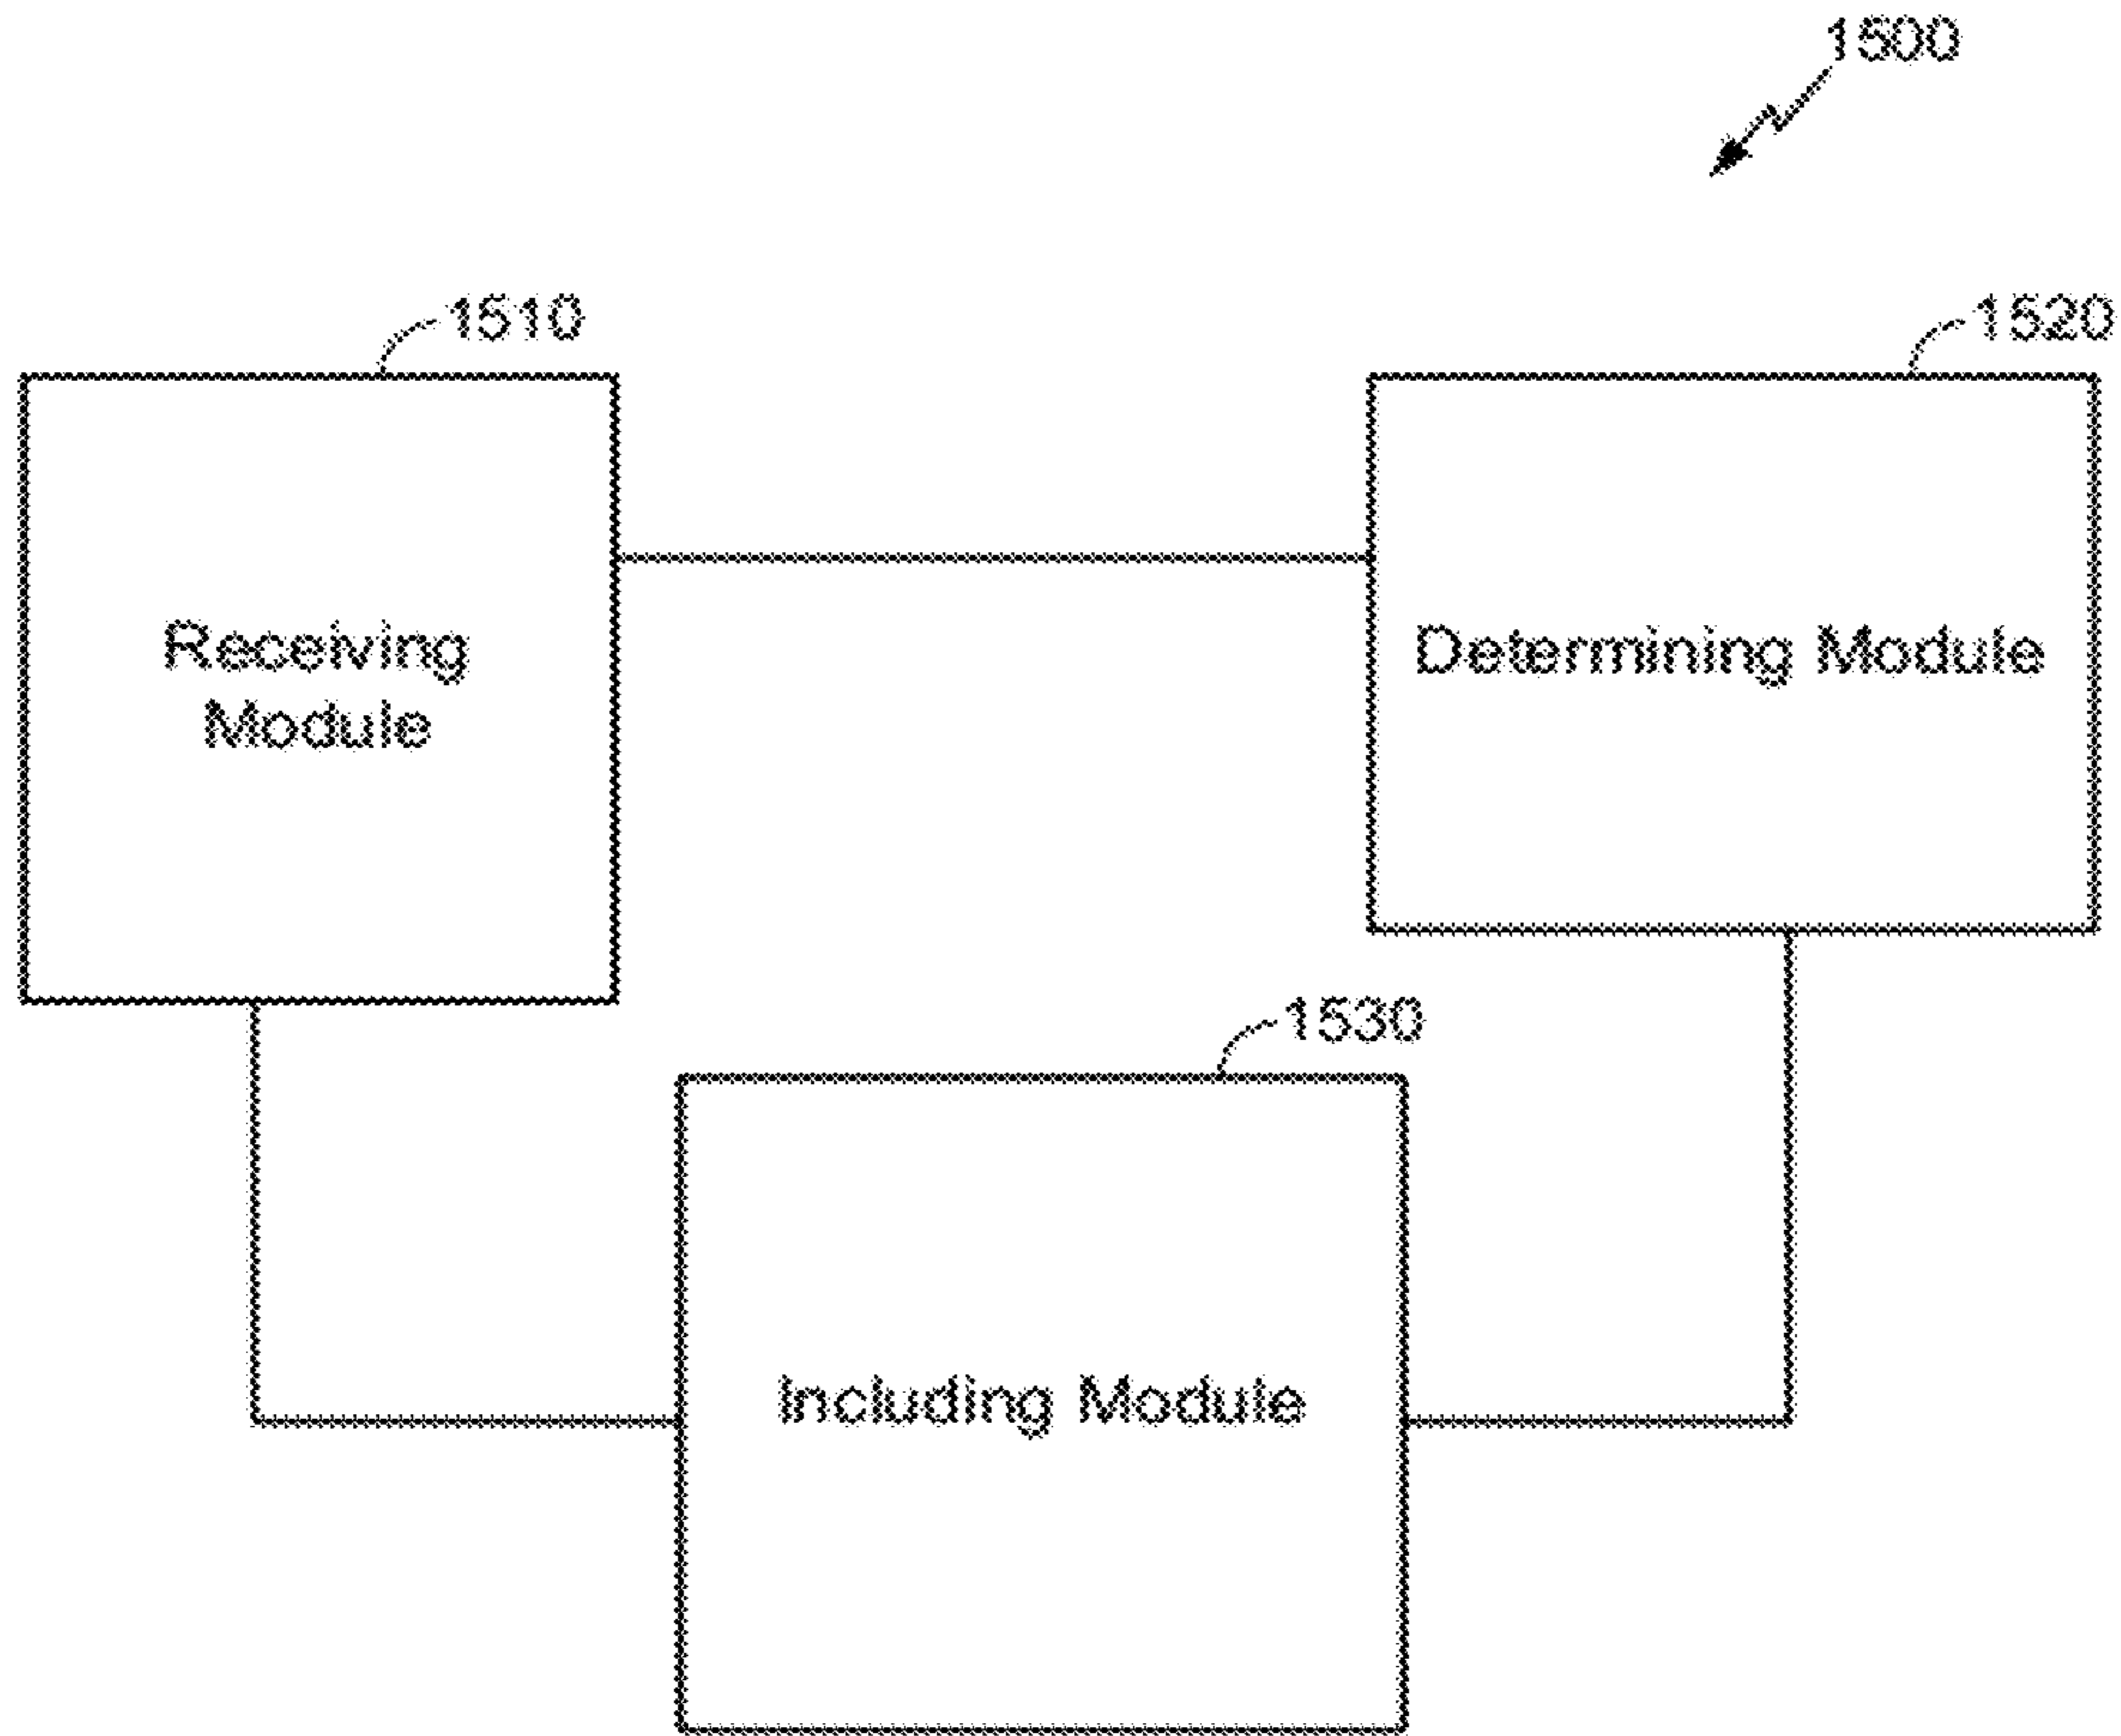 1500
1510
1520
Receiving
Module
Determining Module
1530
Including Module